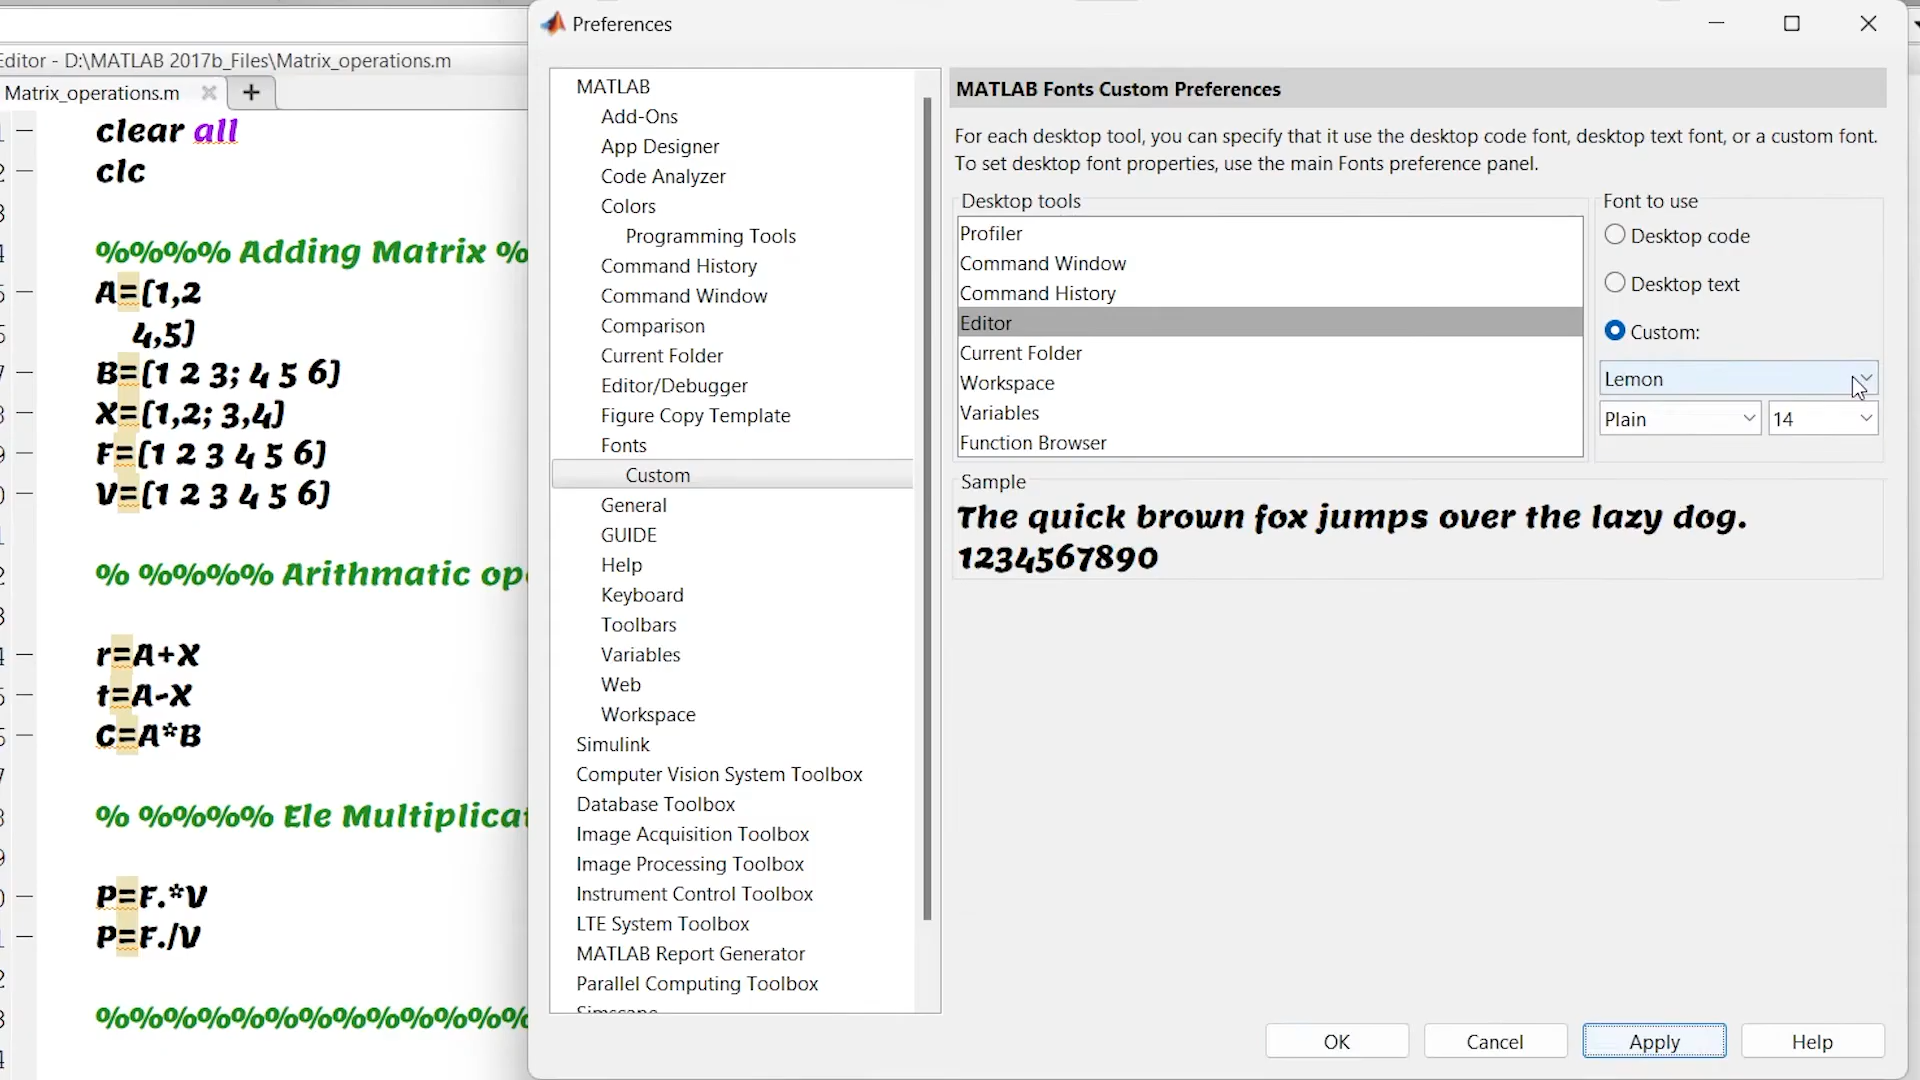 Preferences
Editor - D:\MATLAB 2017b_Files\Matrix_operations.m
Matrix_operations.m
clear all
clc
%%%% Adding Matrix %
A=[1,2
4,5]
B=[1 2 3; 4 5 6]
X=[1,2; 3,4]
F=[1 2 3 4 5 6]
V=[1 2 3 4 5 6]
% %%%% Arithmatic ope
r=A+X
t=A-X
C=A*B
% %%%% Ele Multiplicat
P=F.*V
P=F./V
%%%%%%%%%%%%%
MATLAB
Add-Ons
App Designer
Code Analyzer
Colors
Programming Tools
Command History
Command Window
Comparison
Current Folder
Editor/Debugger
Figure Copy Template
Fonts
Custom
General
GUIDE
Help
Keyboard
Toolbars
Variables
Web
Workspace
Simulink
Computer Vision System Toolbox
Database Toolbox
Image Acquisition Toolbox
Image Processing Toolbox
Instrument Control Toolbox
LTE System Toolbox
MATLAB Report Generator
Parallel Computing Toolbox
Simscape
MATLAB Fonts Custom Preferences
For each desktop tool, you can specify that it use the desktop code font, desktop text font, or a custom font.
To set desktop font properties, use the main Fonts preference panel.
Desktop tools
Profiler
Command Window
Command History
Editor
Current Folder
Workspace
Variables
Function Browser
Font to use
Desktop code
Desktop text
Custom:
Lemon
Plain 14
Sample
The quick brown fox jumps over the lazy dog.
1234567890
OK Cancel Apply Help